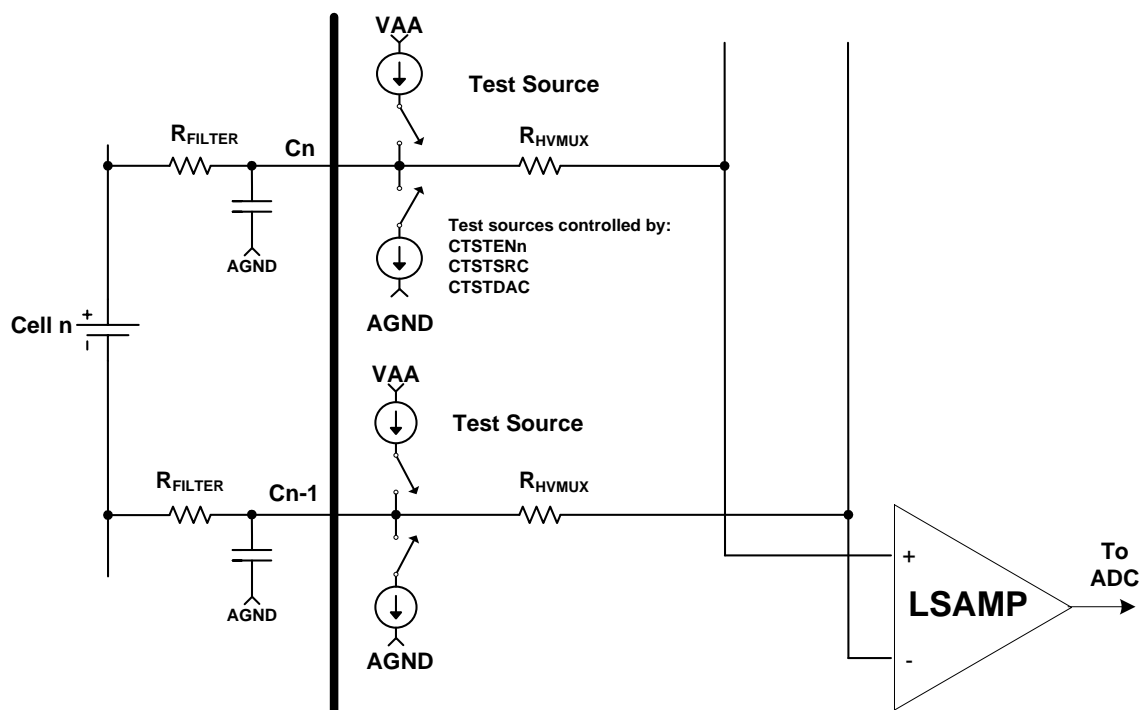 VAA
Test Source
RFILTER
Cn
RHVMUX
Test sources controlled by:
CTSTENn
CTSTSRC
CTSTDAC
AGND
AGND
+
Cell n
-
VAA
Test Source
RFILTER
Cn-1
RHVMUX
+
To
ADC
LSAMP
-
AGND
AGND